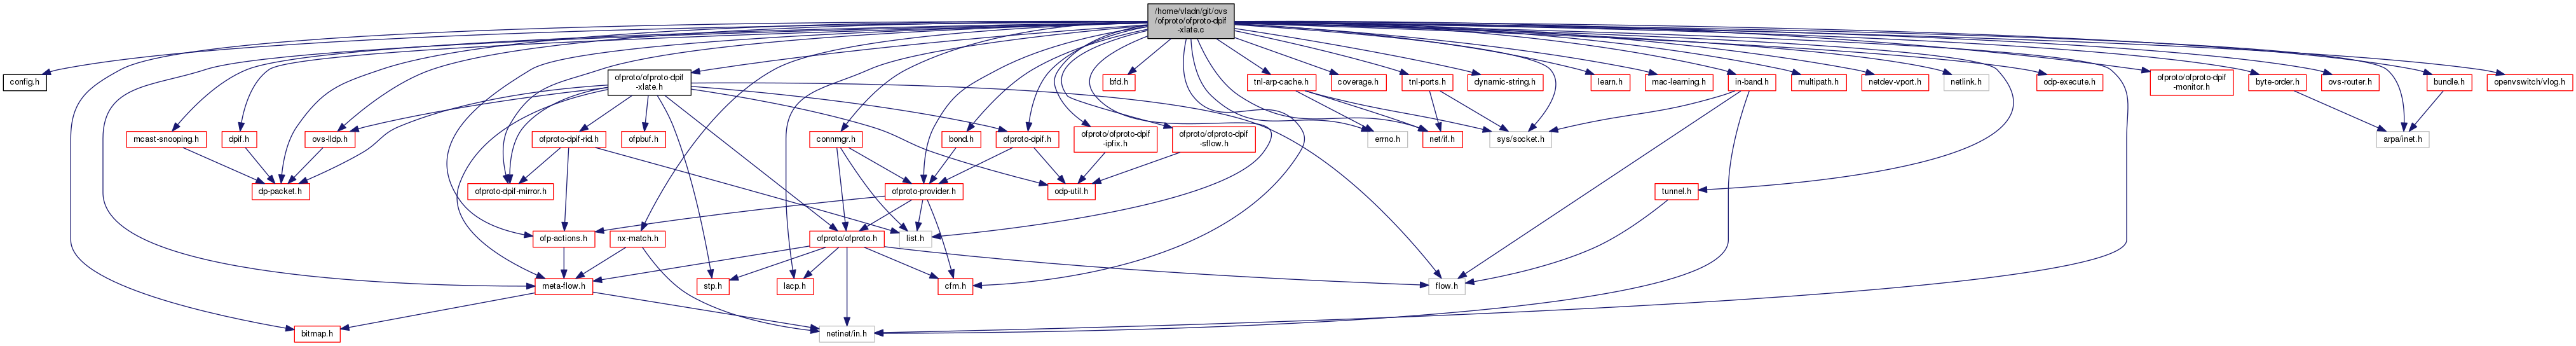 /home/vladn/git/ovs
/ofproto/ofproto-dpif
-xlate.c
config.h
ofproto/ofproto-dpif
-xlate.h
bfd.h
tnl-arp-cache.h
coverage.h
tnl-ports.h
dynamic-string.h
learn.h
mac-learning.h
in-band.h
multipath.h
netdev-vport.h
netlink.h
odp-execute.h
ofproto/ofproto-dpif
-monitor.h
byte-order.h
ovs-router.h
bundle.h
openvswitch/vlog.h
mcast-snooping.h
dpif.h
ovs-lldp.h
ofproto-dpif-rid.h
ofpbuf.h
connmgr.h
bond.h
ofproto-dpif.h
ofproto/ofproto-dpif
-ipfix.h
ofproto/ofproto-dpif
-sflow.h
errno.h
net/if.h
sys/socket.h
arpa/inet.h
dp-packet.h
ofproto-dpif-mirror.h
ofproto-provider.h
odp-util.h
tunnel.h
ofp-actions.h
nx-match.h
ofproto/ofproto.h
list.h
meta-flow.h
stp.h
lacp.h
cfm.h
flow.h
bitmap.h
netinet/in.h